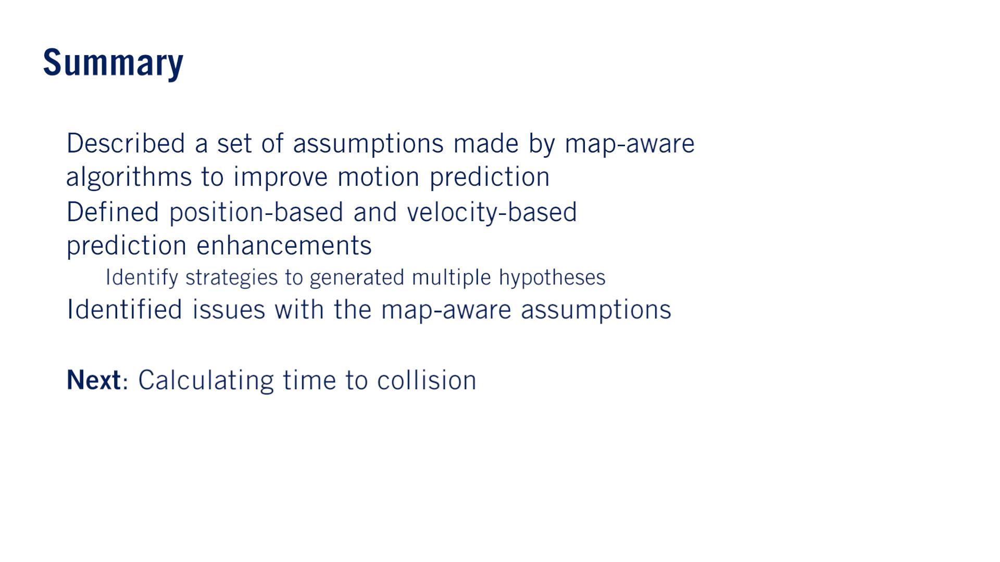 Summary
Described a set of assumptions made by map-aware
algorithms to improve motion prediction
Defined position-based and velocity-based
prediction enhancements
Identify strategies to generated multiple hypotheses
Identified issues with the map-aware assumptions
Next: Calculating time to collision